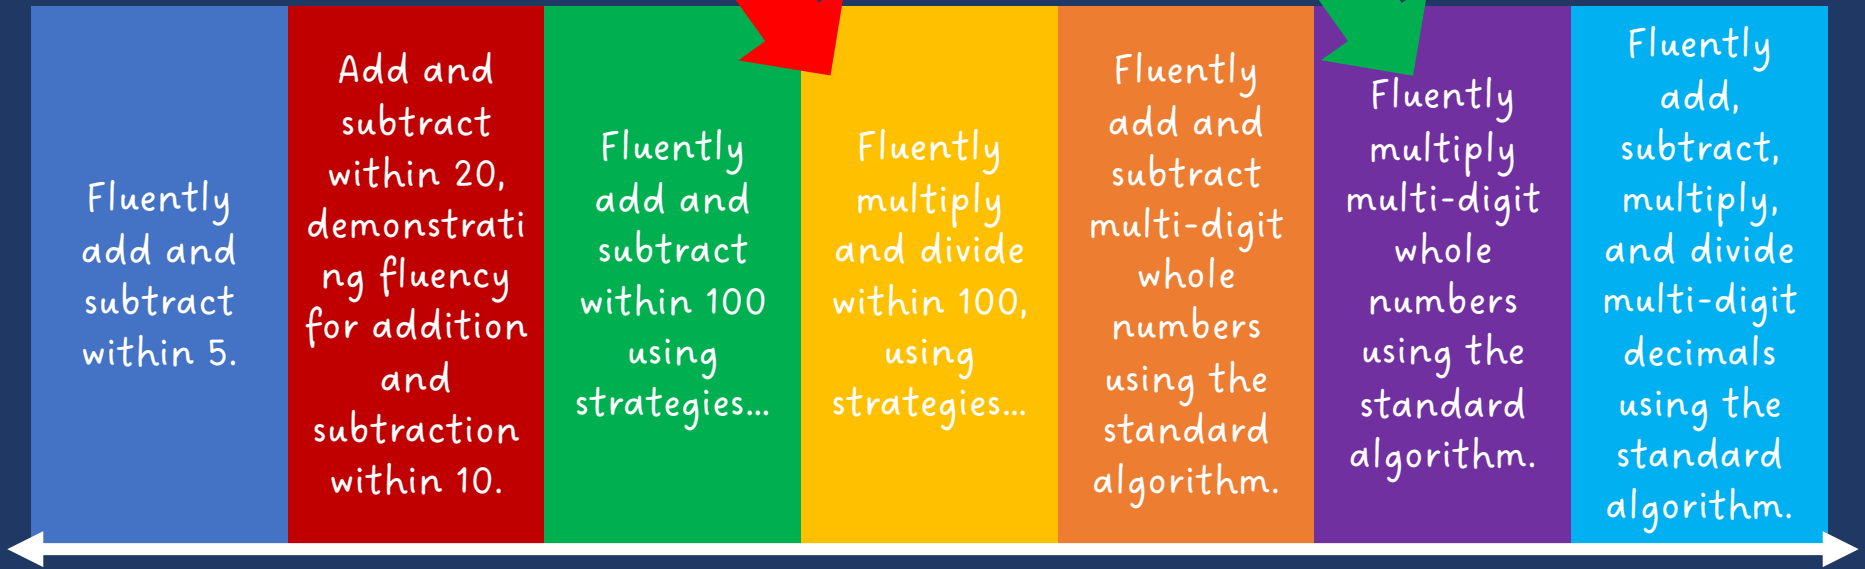 Fluently
add and
subtract
within 5.
Add and
subtract
within 20,
demonstrati
ng fluency
for addition
and
subtraction
within 10.
Fluently
add and
subtract
within 100
using
strategies...
Fluently
multiply
and divide
within 100,
using
strategies...
Fluently
add and
subtract
multi-digit
whole
numbers
using the
standard
algorithm.
Fluently
multiply
multi-digit
whole
numbers
using the
standard
algorithm.
Fluently
add,
subtract,
multiply,
and divide
multi-digit
decimals
using the
standard
algorithm.